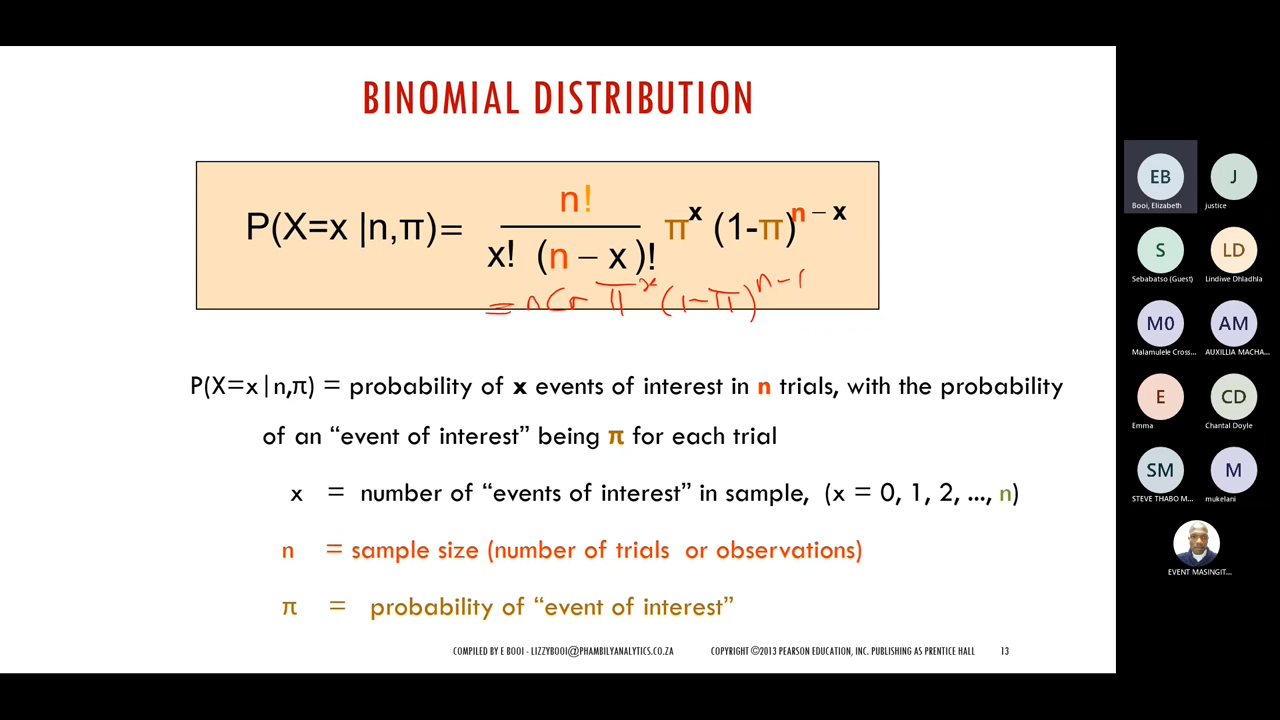 BINOMIAL DISTRIBUTION
P(X=x |n,π) = n! / x! (n − x)! π^x (1-π)^n − x
= nCr π^x (1-π)^n-
P(X=x|n,π) = probability of x events of interest in n trials, with the probability
of an “event of interest” being π for each trial
x = number of “events of interest” in sample, (x = 0, 1, 2, ..., n)
n = sample size (number of trials or observations)
π = probability of “event of interest”
COMPILED BY E BOOI - LIZZYBOOI@PHAMBILYANALYTICS.CO.ZA COPYRIGHT ©2013 PEARSON EDUCATION, INC. PUBLISHING AS PRENTICE HALL 13
EB J
Booi, Elizabeth justice
S LD
Sebabatso (Guest) Lindiwe Dhladhla
M0 AM
Malamulele Cross... AUXILLIA MACHA...
E CD
Emma Chantal Doyle
SM M
STEVE THABO M... mukelani
EVENT MASINGIT...